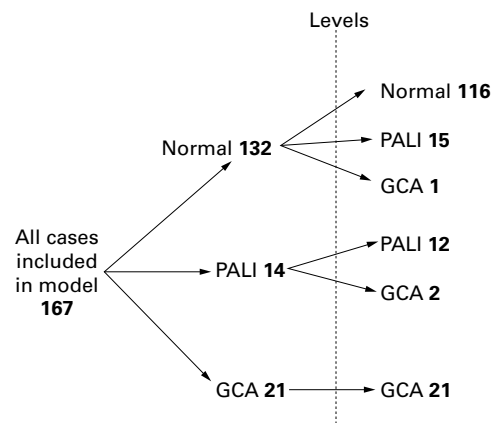 Levels
Normal 116
Normal 132
PALI 15
GCA 1
All cases
included
in model
167
PALI 14
PALI 12
GCA 2
GCA 21
GCA 21